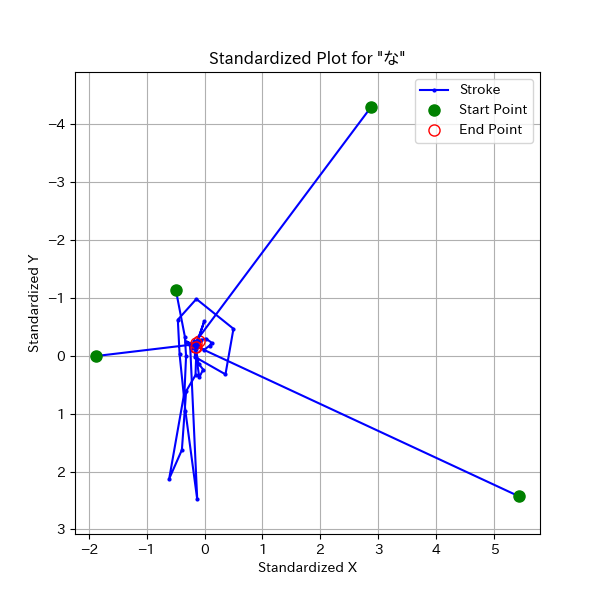 Standardized Plot for "な"
Stroke
Start Point
End Point
−4
−3
−2
−1
0
1
2
3
Standardized Y
−2 −1 0 1 2 3 4 5
Standardized X